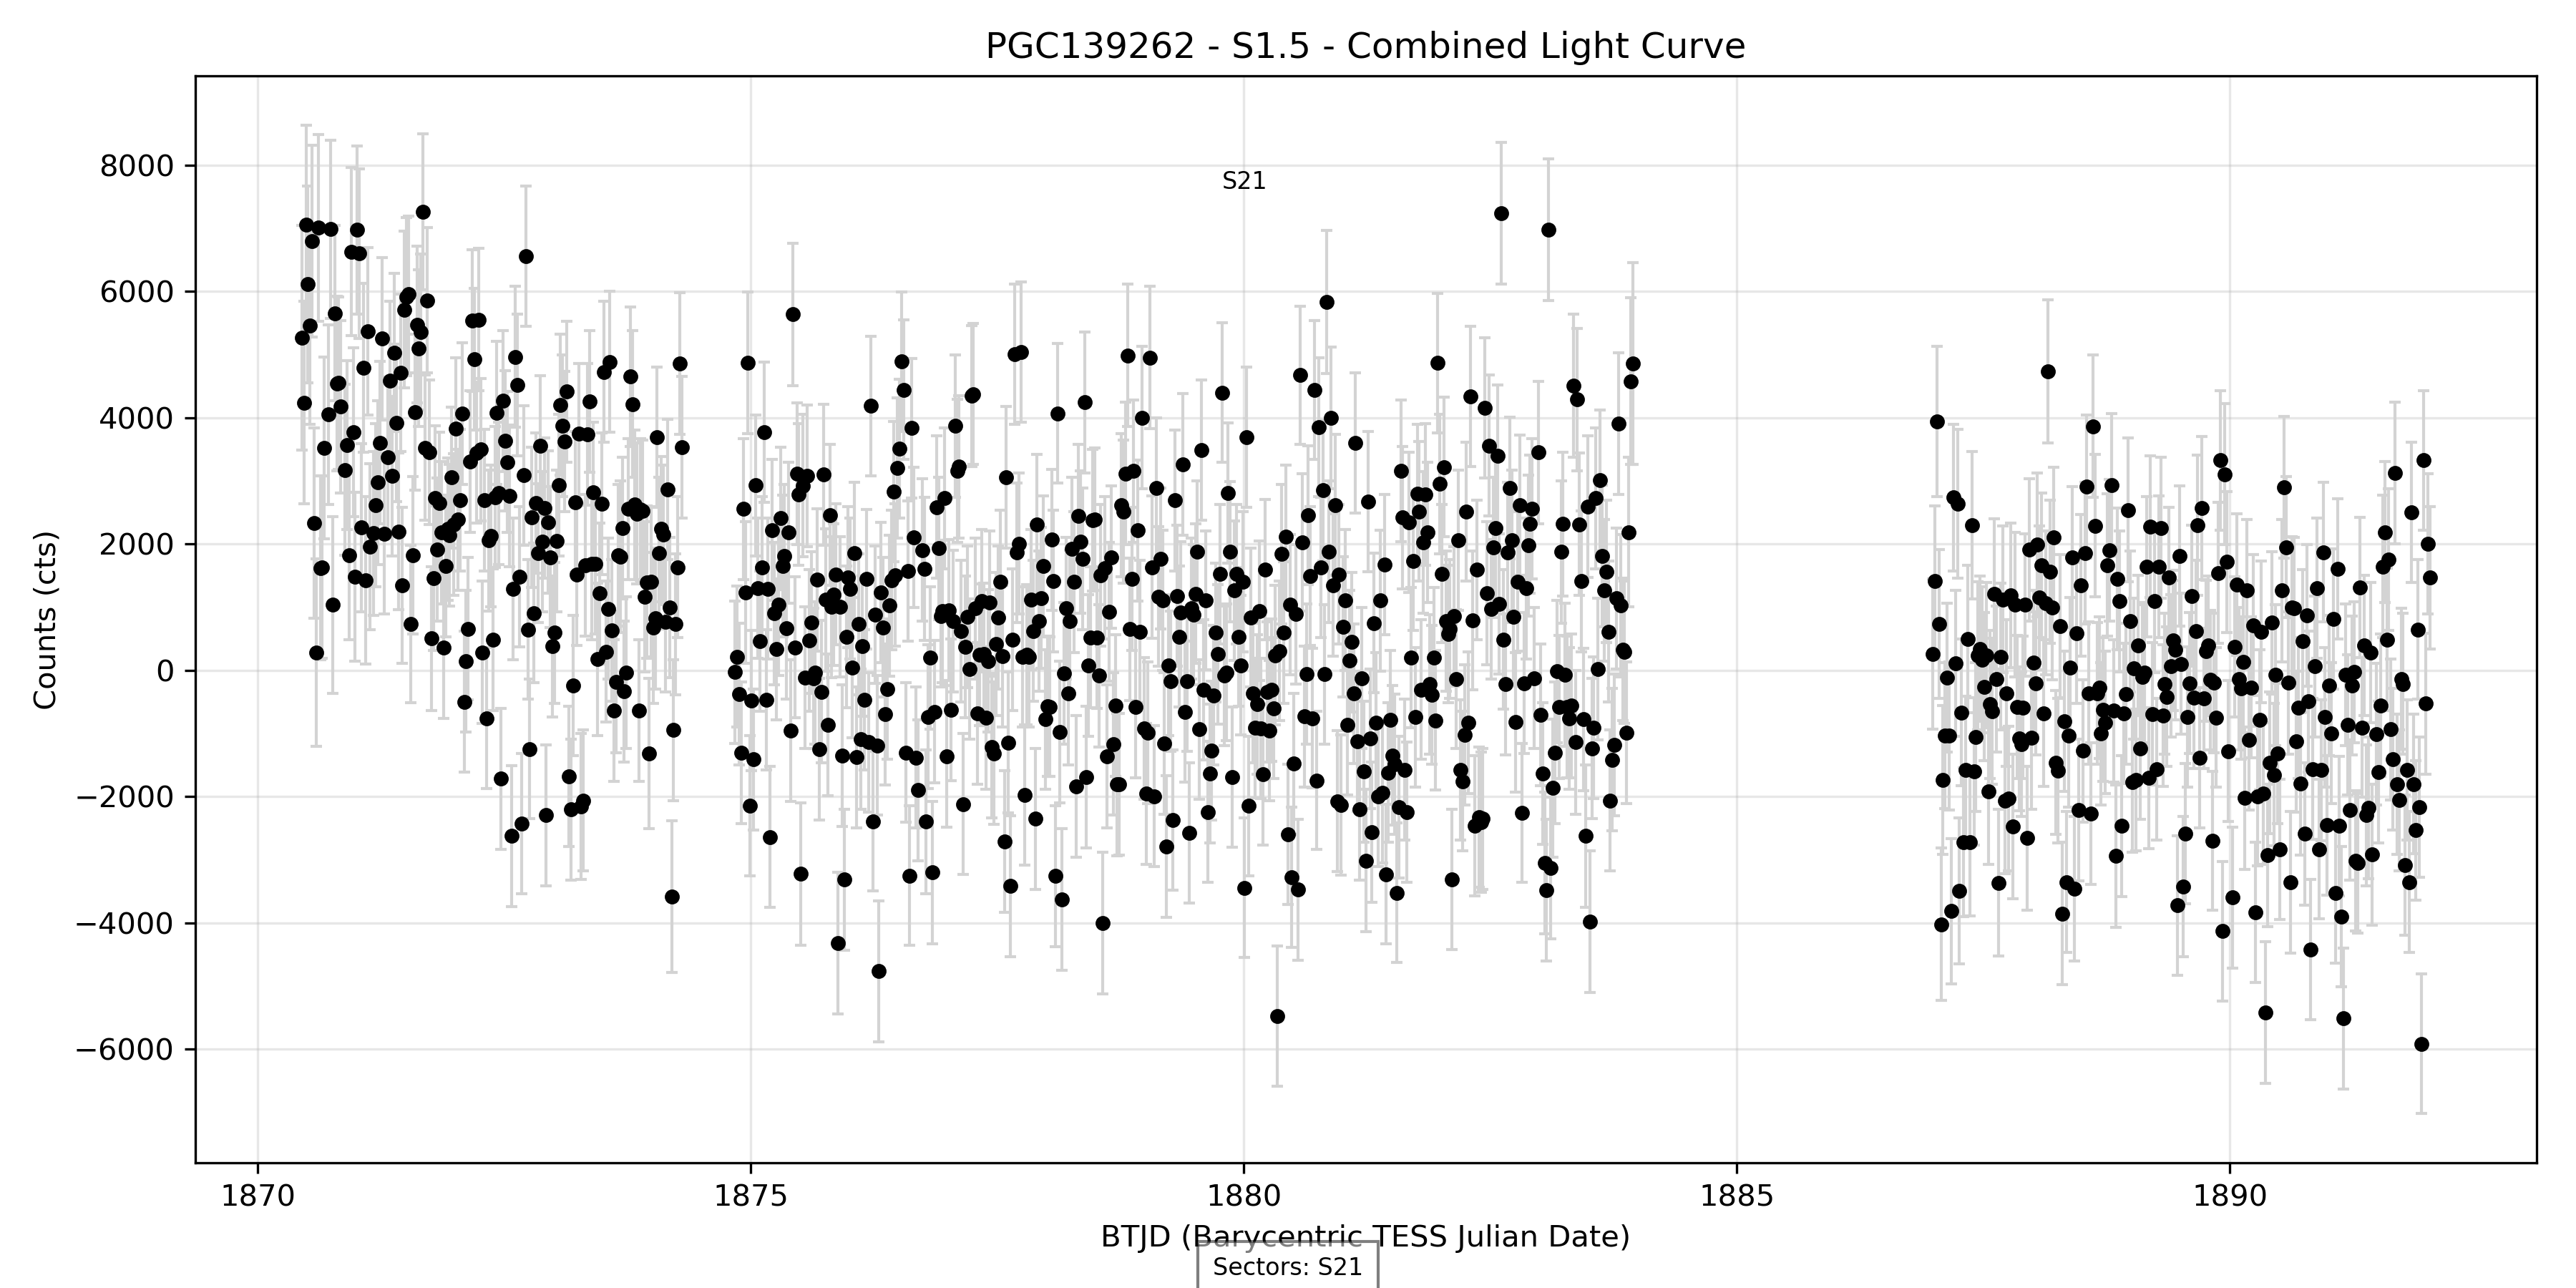 PGC139262 - S1.5 - Combined Light Curve
S21
8000
6000
4000
2000
0
−2000
−4000
−6000
Counts (cts)
1870 1875 1880 1885 1890
BTJD (Barycentric TESS Julian Date)
Sectors: S21